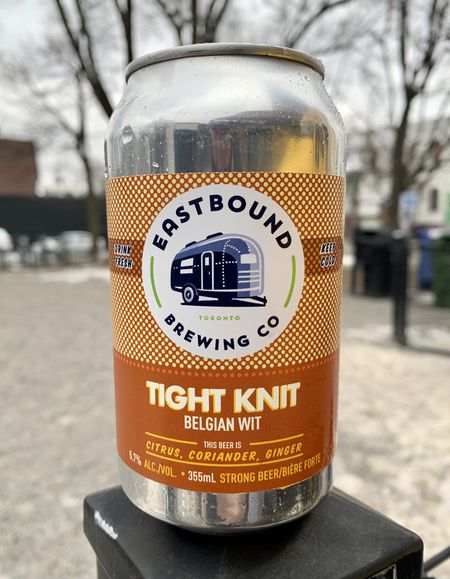 EASTBOUND
DRINK FRESH
KEEP COLD
TORONTO
BREWING CO
TIGHT KNIT
BELGIAN WIT
THIS BEER IS
CITRUS, CORIANDER, GINGER
5.7% ALC./VOL. • 355ml STRONG BEER/BIÈRE FORTE